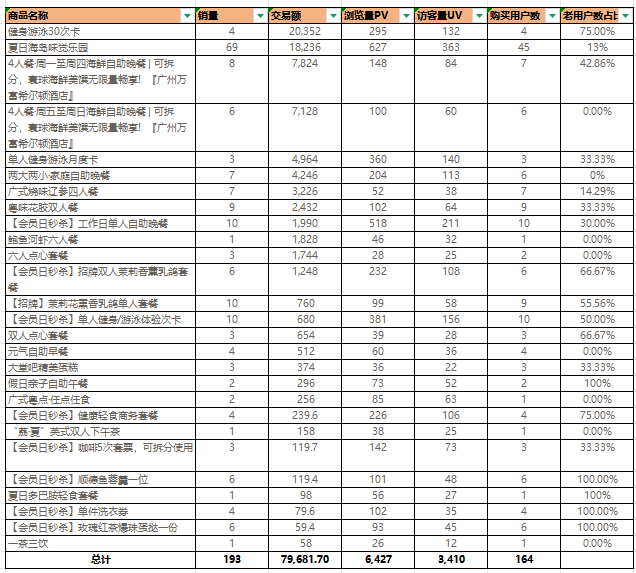 商品名称 销量 交易额 浏览量PV 访客量UV 购买用户数 老用户数占比
健身游泳30次卡 4 20,352 295 132 4 75.00%
夏日海岛味觉乐园 69 18,236 627 363 45 13%
4人餐·周一至周四海鲜自助晚餐 | 可拆 8 7,824 148 84 7 42.86%
分，寰球海鲜美馔无限量畅享! 『广州万
富希尔顿酒店』
4人餐·周五至周日海鲜自助晚餐 | 可拆 6 7,128 100 60 6 0.00%
分，寰球海鲜美馔无限量畅享! 『广州万
富希尔顿酒店』
单人健身游泳月度卡 3 4,964 360 140 3 33.33%
两大两小·家庭自助晚餐 7 4,246 204 113 6 0%
广式烧味辽参四人餐 7 3,226 52 38 7 14.29%
粤味花胶双人餐 9 2,432 102 64 9 33.33%
【会员日秒杀】工作日单人自助晚餐 10 1,990 518 211 10 30.00%
鲍鱼河虾六人餐 1 1,828 46 32 1 0.00%
六人点心套餐 3 1,744 28 25 2 0.00%
【会员日秒杀】招牌双人茉莉香薰乳鸽套 6 1,248 232 108 6 66.67%
餐
【招牌】茉莉花熏香乳鸽单人套餐 10 760 99 58 9 55.56%
【会员日秒杀】单人健身/游泳体验次卡 10 680 381 156 10 50.00%
双人点心套餐 3 654 39 28 3 66.67%
元气自助早餐 4 512 60 36 4 0.00%
大堂吧精美蛋糕 3 374 36 22 3 33.33%
假日亲子自助午餐 2 296 73 52 2 100%
广式粤点·任点任食 2 256 85 63 1 0.00%
【会员日秒杀】健康轻食商务套餐 4 239.6 226 106 4 75.00%
“荔·夏”英式双人下午茶 1 158 38 25 1 0.00%
【会员日秒杀】咖啡5次套票，可拆分使用 3 119.7 142 73 3 33.33%
【会员日秒杀】顺德鱼蓉羹一位 6 119.4 101 48 6 100.00%
夏日多巴胺轻食套餐 1 98 56 27 1 100%
【会员日秒杀】单件洗衣券 4 79.6 102 35 4 100.00%
【会员日秒杀】玫瑰红茶爆珠蛋挞一份 6 59.4 93 45 6 100.00%
一茶三饮 1 58 26 12 1 0.00%
总计 193 79,681.70 6,427 3,410 164